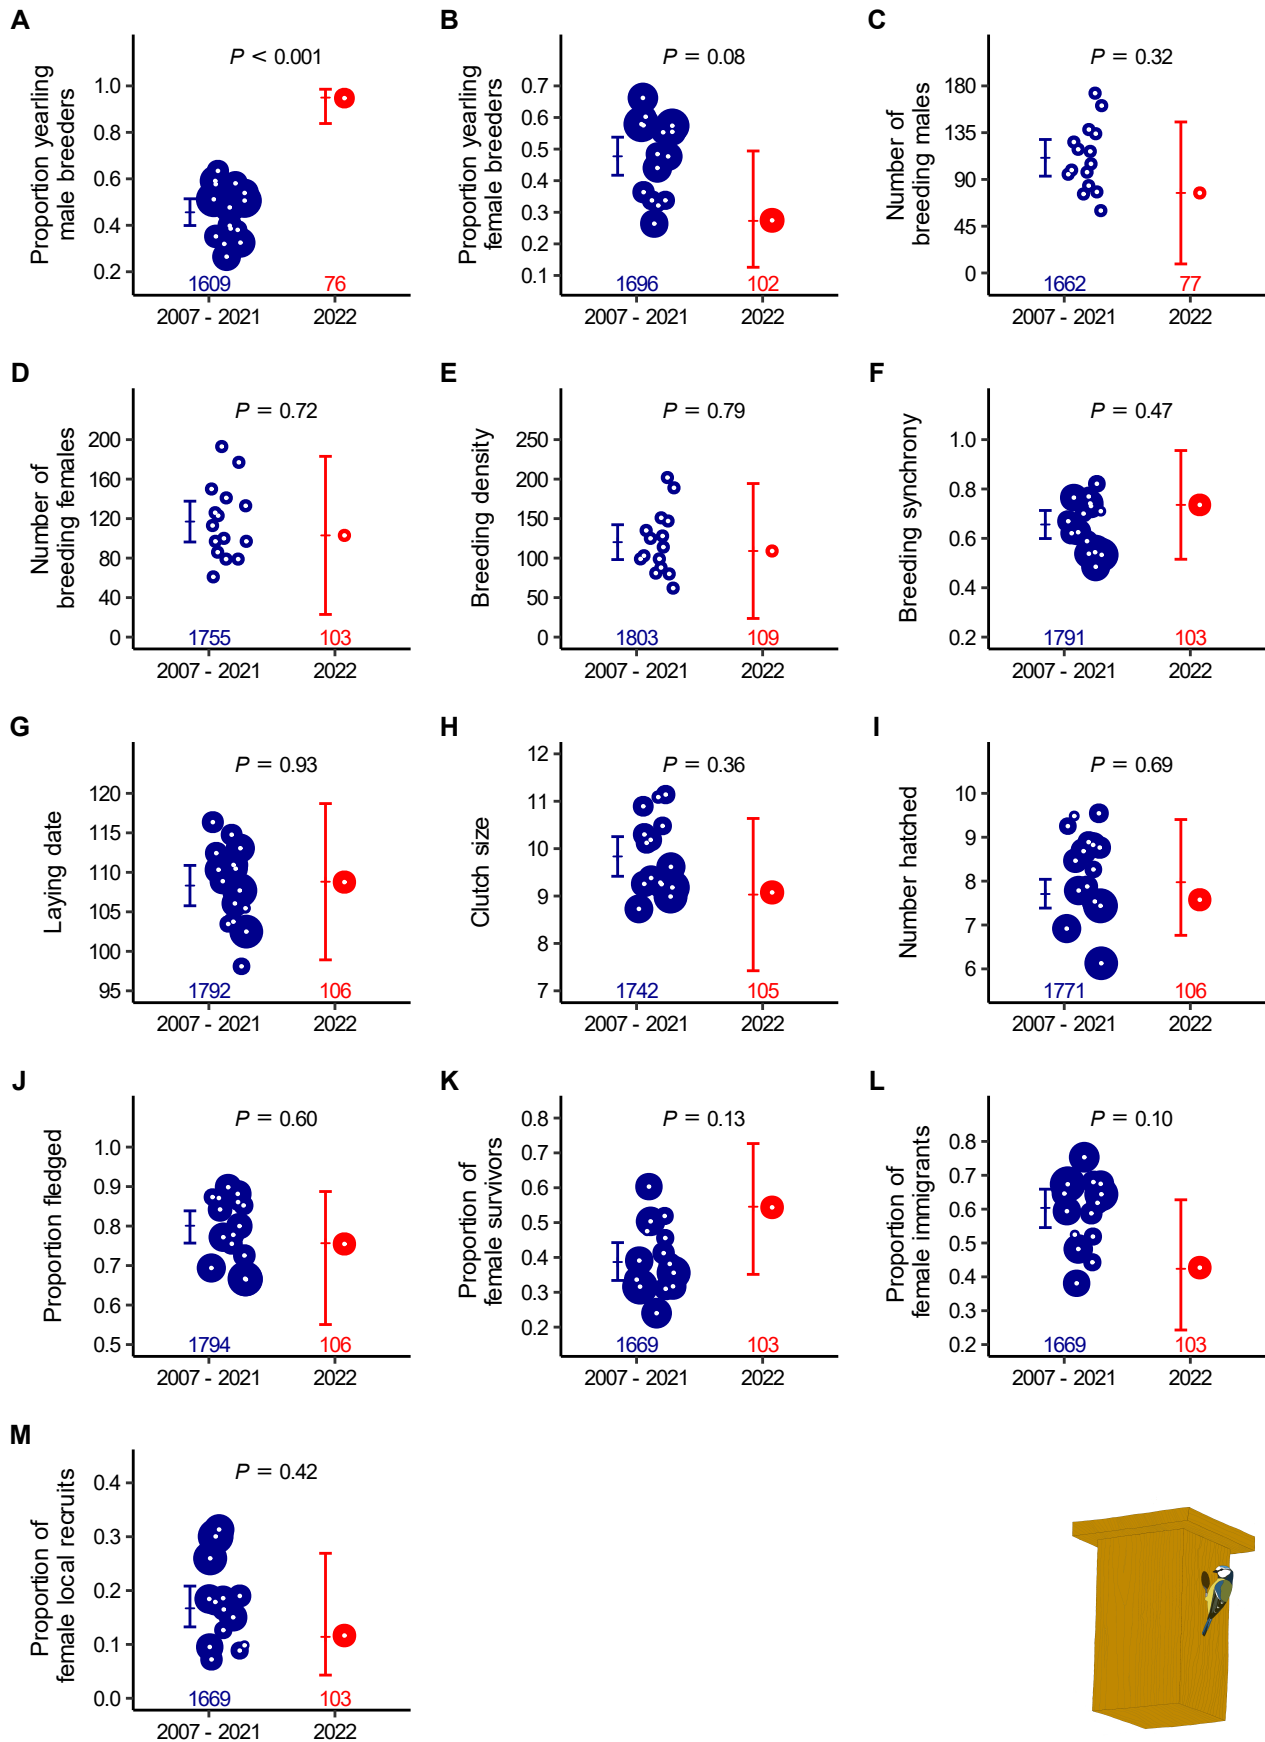 A
P < 0.001
Proportion yearling
male breeders
1.0
0.8
0.6
0.4
0.2
1609
76
2007 - 2021
2022
B
P = 0.08
Proportion yearling
female breeders
0.7
0.6
0.5
0.4
0.3
0.2
0.1
1696
102
2007 - 2021
2022
C
P = 0.32
Number of
breeding males
180
135
90
45
0
1662
77
2007 - 2021
2022
D
P = 0.72
Number of
breeding females
200
160
120
80
40
0
1755
103
2007 - 2021
2022
E
P = 0.79
Breeding density
250
200
150
100
50
0
1803
109
2007 - 2021
2022
F
P = 0.47
Breeding synchrony
1.0
0.8
0.6
0.4
0.2
1791
103
2007 - 2021
2022
G
P = 0.93
Laying date
120
115
110
105
100
95
1792
106
2007 - 2021
2022
H
P = 0.36
Clutch size
12
11
10
9
8
7
1742
105
2007 - 2021
2022
I
P = 0.69
Number hatched
10
9
8
7
6
1771
106
2007 - 2021
2022
J
P = 0.60
Proportion fledged
1.0
0.9
0.8
0.7
0.6
0.5
1794
106
2007 - 2021
2022
K
P = 0.13
Proportion of
female survivors
0.8
0.7
0.6
0.5
0.4
0.3
0.2
1669
103
2007 - 2021
2022
L
P = 0.10
Proportion of
female immigrants
0.8
0.7
0.6
0.5
0.4
0.3
0.2
1669
103
2007 - 2021
2022
M
P = 0.42
Proportion of
female local recruits
0.4
0.3
0.2
0.1
0.0
1669
103
2007 - 2021
2022